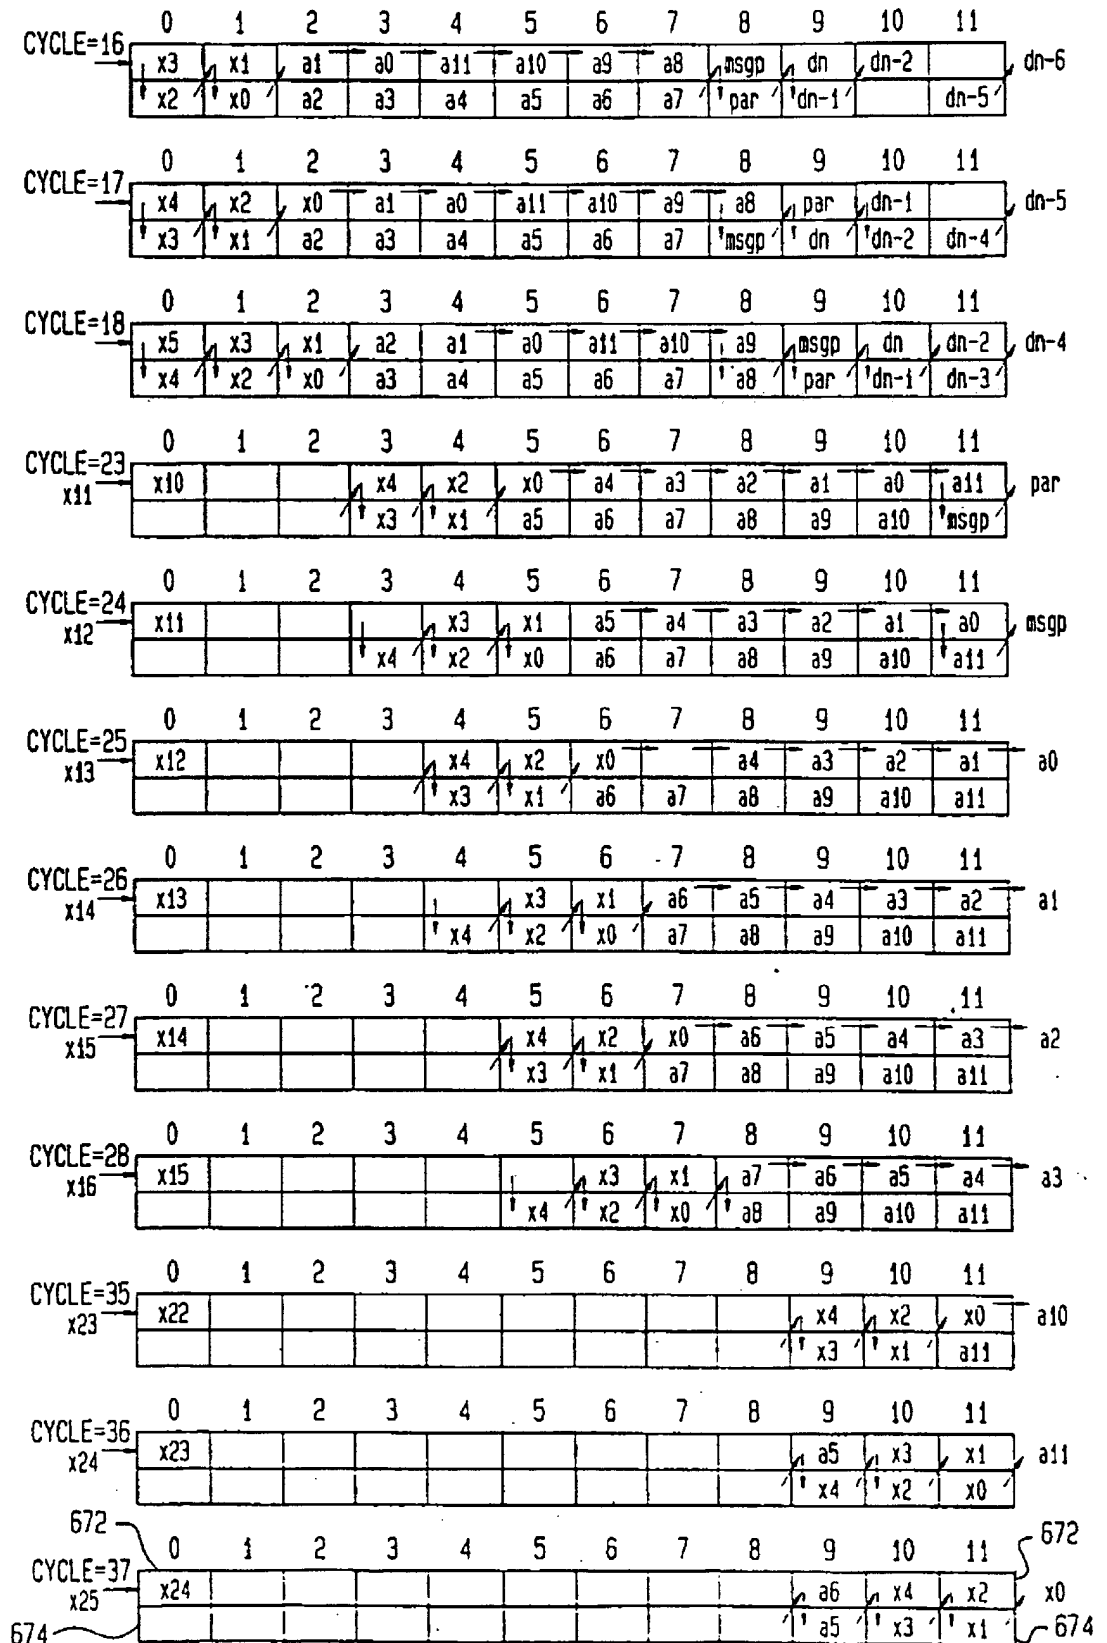 0 1 2 3 4 5 6 7 8 9 10 11
CYCLE=16
x3 x1 a1 a0 a11 a10 a9 a8 msgp dn dn-2 dn-6
x2 x0 a2 a3 a4 a5 a6 a7 par dn-1 dn-5
0 1 2 3 4 5 6 7 8 9 10 11
CYCLE=17
x4 x2 x0 a1 a0 a11 a10 a9 a8 par dn-1 dn-5
x3 x1 a2 a3 a4 a5 a6 a7 msgp dn dn-2 dn-4
0 1 2 3 4 5 6 7 8 9 10 11
CYCLE=18
x5 x3 x1 a2 a1 a0 a11 a10 a9 msgp dn dn-2 dn-4
x4 x2 x0 a3 a4 a5 a6 a7 a8 par dn-1 dn-3
0 1 2 3 4 5 6 7 8 9 10 11
CYCLE=23
x11 x10 x4 x2 x0 a4 a3 a2 a1 a0 a11 par
x3 x1 a5 a6 a7 a8 a9 a10 msgp
0 1 2 3 4 5 6 7 8 9 10 11
CYCLE=24
x12 x11 x3 x1 a5 a4 a3 a2 a1 a0 msgp
x4 x2 x0 a6 a7 a8 a9 a10 a11
0 1 2 3 4 5 6 7 8 9 10 11
CYCLE=25
x13 x12 x4 x2 x0 a4 a3 a2 a1 a0
x3 x1 a6 a7 a8 a9 a10 a11
0 1 2 3 4 5 6 7 8 9 10 11
CYCLE=26
x14 x13 x3 x1 a6 a5 a4 a3 a2 a1
x4 x2 x0 a7 a8 a9 a10 a11
0 1 2 3 4 5 6 7 8 9 10 11
CYCLE=27
x15 x14 x4 x2 x0 a6 a5 a4 a3 a2
x3 x1 a7 a8 a9 a10 a11
0 1 2 3 4 5 6 7 8 9 10 11
CYCLE=28
x16 x15 x3 x1 a7 a6 a5 a4 a3
x4 x2 x0 a8 a9 a10 a11
0 1 2 3 4 5 6 7 8 9 10 11
CYCLE=35
x23 x22 x4 x2 x0 a10
x3 x1 a11
0 1 2 3 4 5 6 7 8 9 10 11
CYCLE=36
x24 x23 a5 x3 x1 a11
x4 x2 x0
672 0 1 2 3 4 5 6 7 8 9 10 11 672
CYCLE=37
x25 x24 a6 x4 x2 x0
674 a5 x3 x1 674